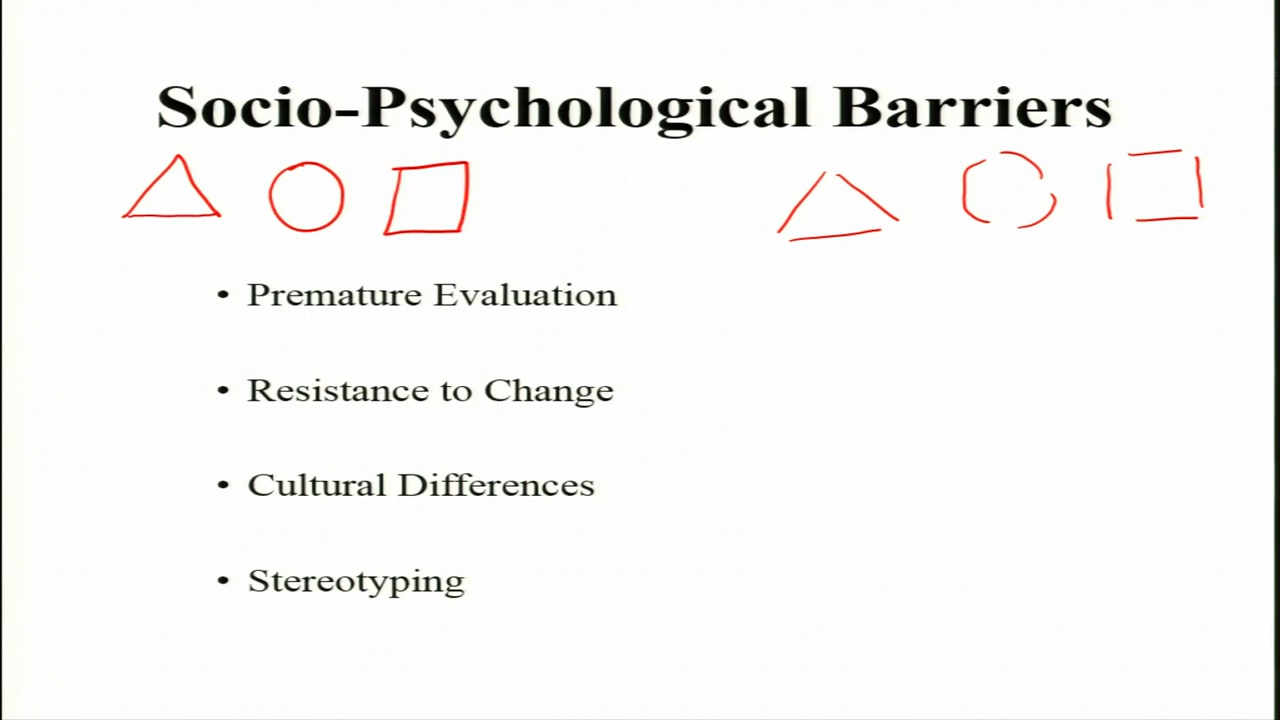 Socio-Psychological Barriers
• Premature Evaluation
• Resistance to Change
• Cultural Differences
• Stereotyping